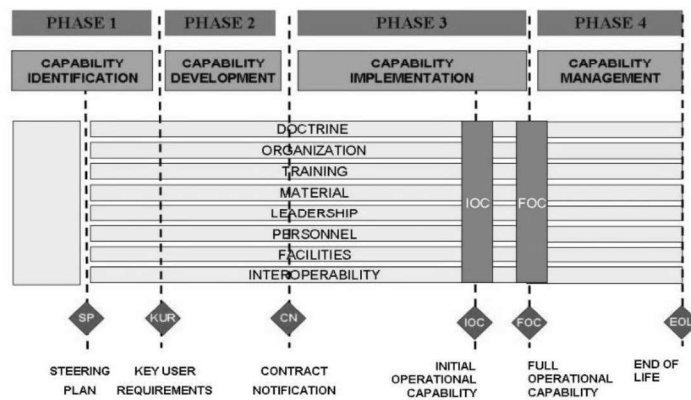 PHASE 1 PHASE 2 PHASE 3 PHASE 4
CAPABILITY IDENTIFICATION
CAPABILITY DEVELOPMENT
CAPABILITY IMPLEMENTATION
CAPABILITY MANAGEMENT
DOCTRINE
ORGANIZATION
TRAINING
MATERIAL
LEADERSHIP
PERSONNEL
FACILITIES
INTEROPERABILITY
IOC
FOC
SP KUR CN IOC FOC EOL
STEERING
PLAN
KEY USER
REQUIREMENTS
CONTRACT
NOTIFICATION
INITIAL
OPERATIONAL
CAPABILITY
FULL
OPERATIONAL
CAPABILITY
END OF
LIFE